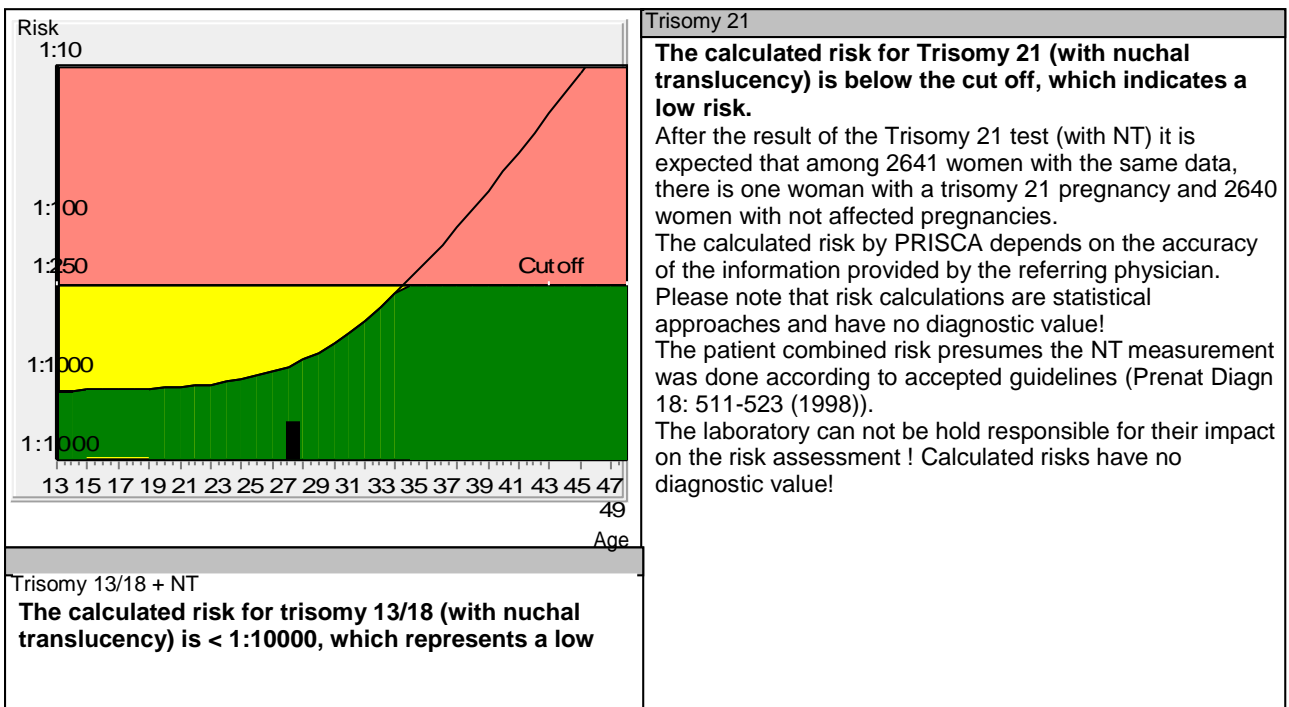 Risk
1:10
1:100
1:250
Cut off
1:1000
1:1000
13 15 17 19 21 23 25 27 29 31 33 35 37 39 41 43 45 47
49
Age
Trisomy 13/18 + NT
The calculated risk for trisomy 13/18 (with nuchal
translucency) is < 1:10000, which represents a low
Trisomy 21
The calculated risk for Trisomy 21 (with nuchal
translucency) is below the cut off, which indicates a
low risk.
After the result of the Trisomy 21 test (with NT) it is
expected that among 2641 women with the same data,
there is one woman with a trisomy 21 pregnancy and 2640
women with not affected pregnancies.
The calculated risk by PRISCA depends on the accuracy
of the information provided by the referring physician.
Please note that risk calculations are statistical
approaches and have no diagnostic value!
The patient combined risk presumes the NT measurement
was done according to accepted guidelines (Prenat Diagn
18: 511-523 (1998)).
The laboratory can not be hold responsible for their impact
on the risk assessment ! Calculated risks have no
diagnostic value!